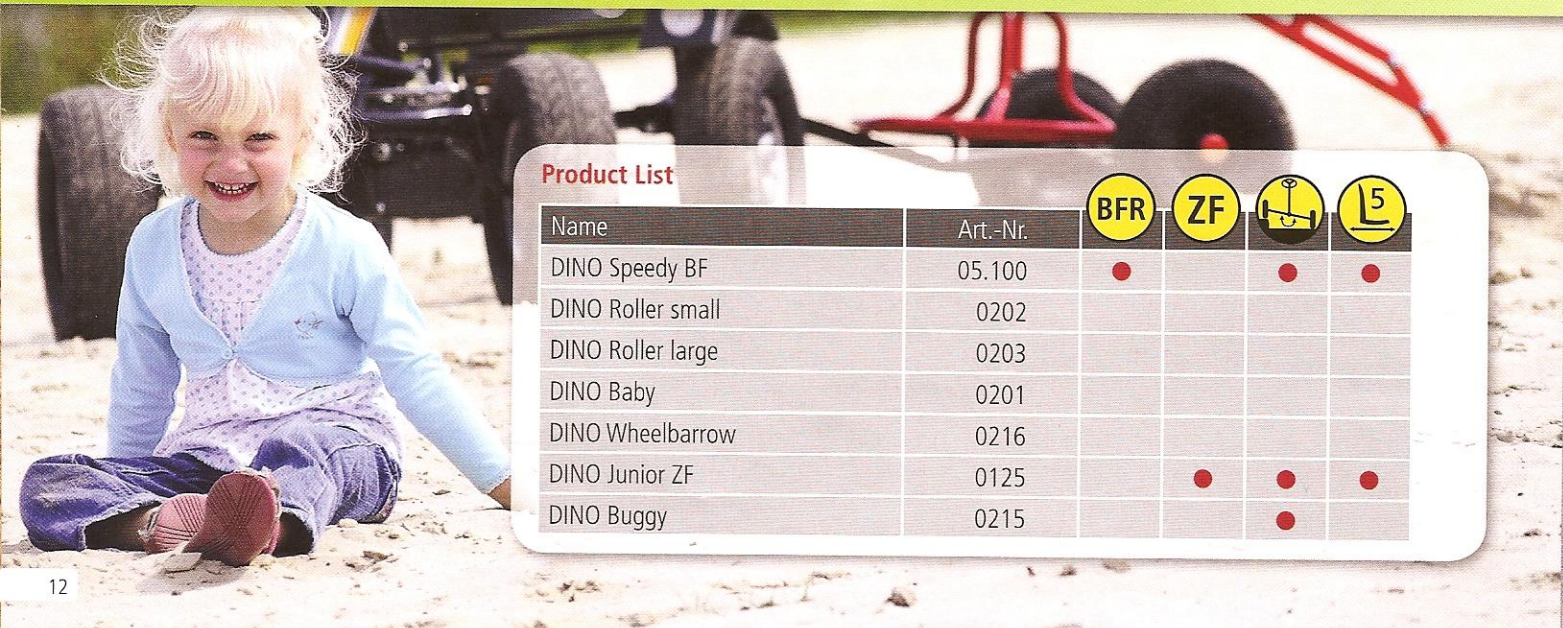 Product List
Name Art.-Nr. BFR ZF 5
DINO Speedy BF 05.100
DINO Roller small 0202
DINO Roller large 0203
DINO Baby 0201
DINO Wheelbarrow 0216
DINO Junior ZF 0125
DINO Buggy 0215
12